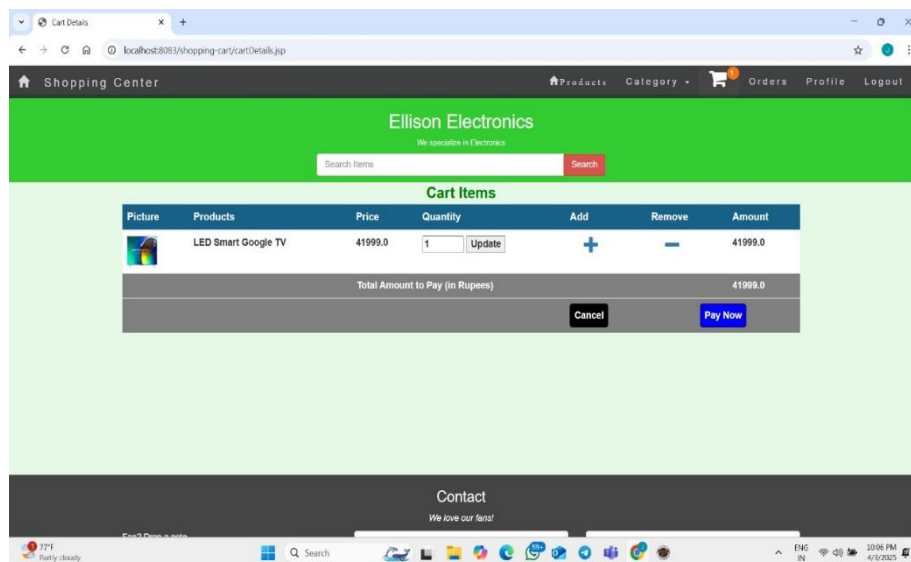 Cart Details
localhost:8083/shopping-cart/cartDetails.jsp
Shopping Center Products Category 1 Orders Profile Logout
Ellison Electronics
We specialize in Electronics
Search Items Search
Cart Items
Picture Products Price Quantity Add Remove Amount
LED Smart Google TV 41999.0 1 Update 41999.0
Total Amount to Pay (in Rupees) 41999.0
Cancel Pay Now
Contact
We love our fans!
Fan? Drop a note
77°F
Partly cloudy
Search
99+
ENG
IN
10:06 PM
4/3/2025